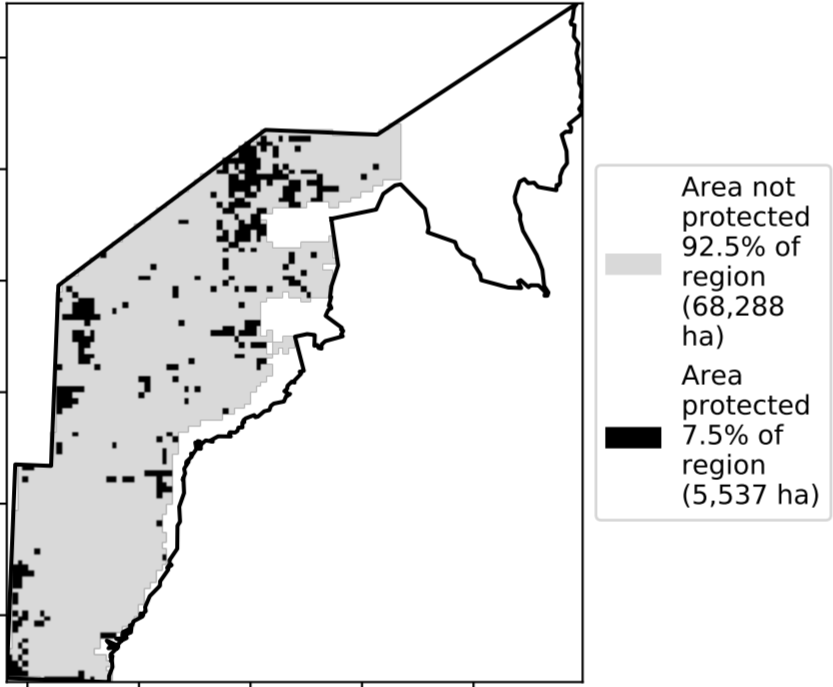 Area not
protected
92.5% of
region
(68,288
ha)
Area
protected
7.5% of
region
(5,537 ha)